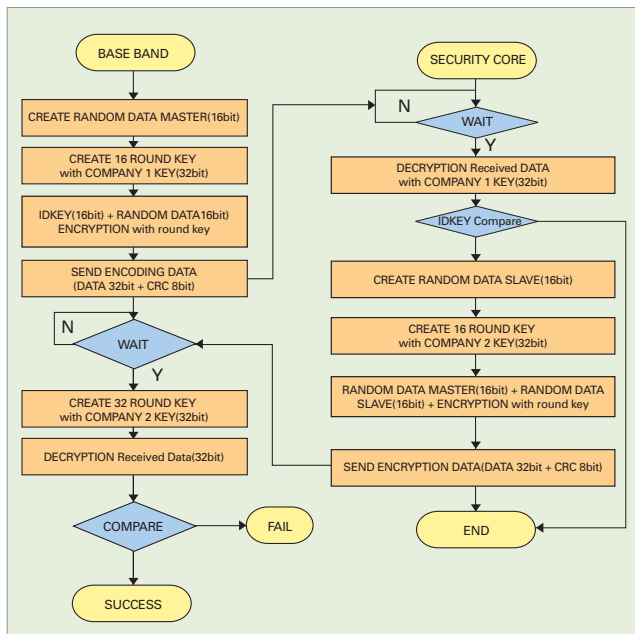 BASE BAND
CREATE RANDOM DATA MASTER(16bit)
CREATE 16 ROUND KEY
with COMPANY 1 KEY(32bit)
IDKEY(16bit) + RANDOM DATA16bit)
ENCRYPTION with round key
SEND ENCODING DATA
(DATA 32bit + CRC 8bit)
N
WAIT
Y
CREATE 32 ROUND KEY
with COMPANY 2 KEY(32bit)
DECRYPTION Received Data(32bit)
COMPARE
FAIL
SUCCESS
SECURITY CORE
N
WAIT
Y
DECRYPTION Received DATA
with COMPANY 1 KEY(32bit)
IDKEY Compare
CREATE RANDOM DATA SLAVE(16bit)
CREATE 16 ROUND KEY
with COMPANY 2 KEY(32bit)
RANDOM DATA MASTER(16bit) + RANDOM DATA
SLAVE(16bit) + ENCRYPTION with round key
SEND ENCRYPTION DATA(DATA 32bit + CRC 8bit)
END